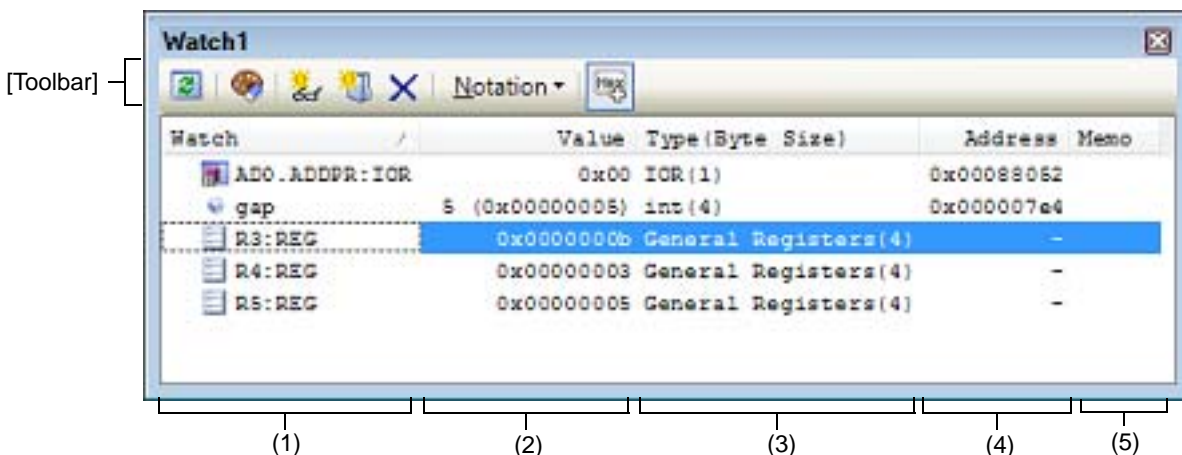 Watch1
[Toolbar]
Notation
Hex
Watch Value Type(Byte Size) Address Memo
AD0.ADDPR:IOR 0x00 IOR(1) 0x00088052
gap 5 (0x00000005) int(4) 0x000007e4
R3:REG 0x0000000b General Registers(4) -
R4:REG 0x00000003 General Registers(4) -
R5:REG 0x00000005 General Registers(4) -
(1) (2) (3) (4) (5)